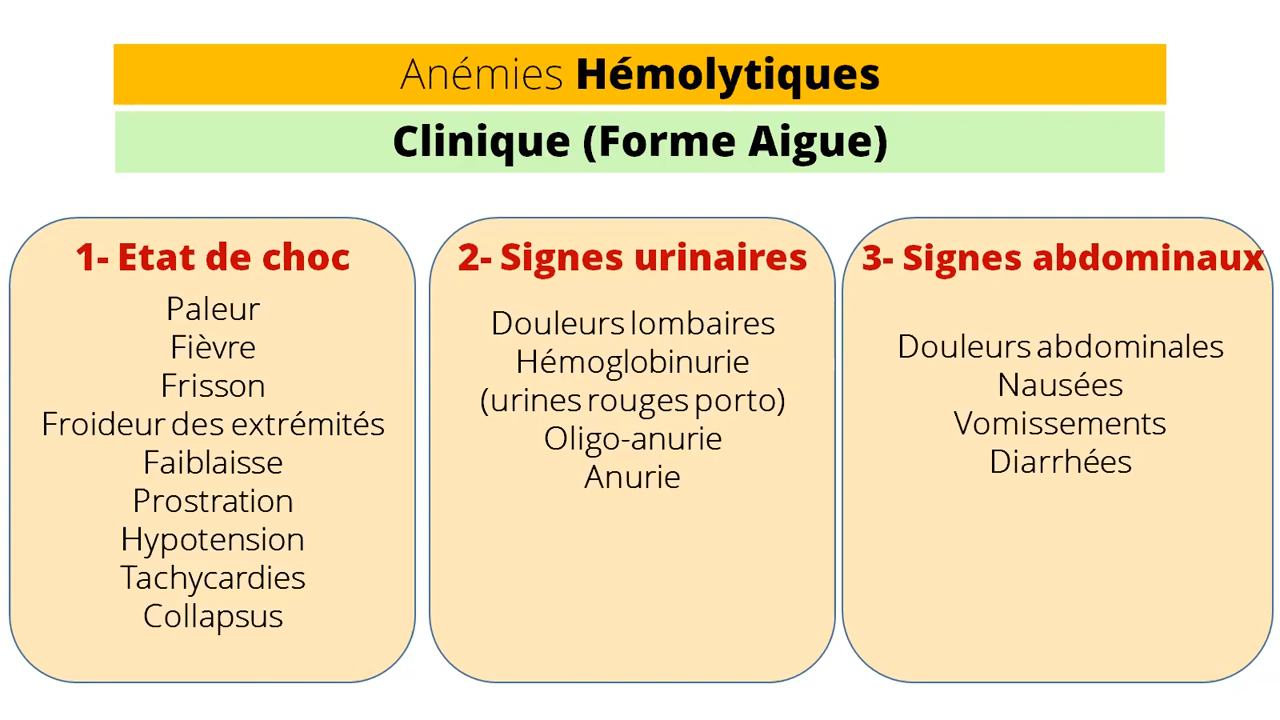 Anémies Hémolytiques
Clinique (Forme Aigue)
1- Etat de choc
Paleur
Fièvre
Frisson
Froideur des extrémités
Faiblaisse
Prostration
Hypotension
Tachycardies
Collapsus
2- Signes urinaires
Douleurs lombaires
Hémoglobinurie
(urines rouges porto)
Oligo-anurie
Anurie
3- Signes abdominaux
Douleurs abdominales
Nausées
Vomissements
Diarrhées